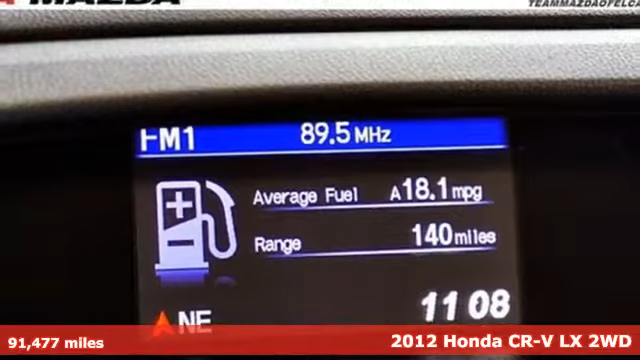 MAZDA
FM1 89.5 MHz
Average Fuel A18.1 mpg
Range 140 miles
11 08
NE
91,477 miles
2012 Honda CR-V LX 2WD